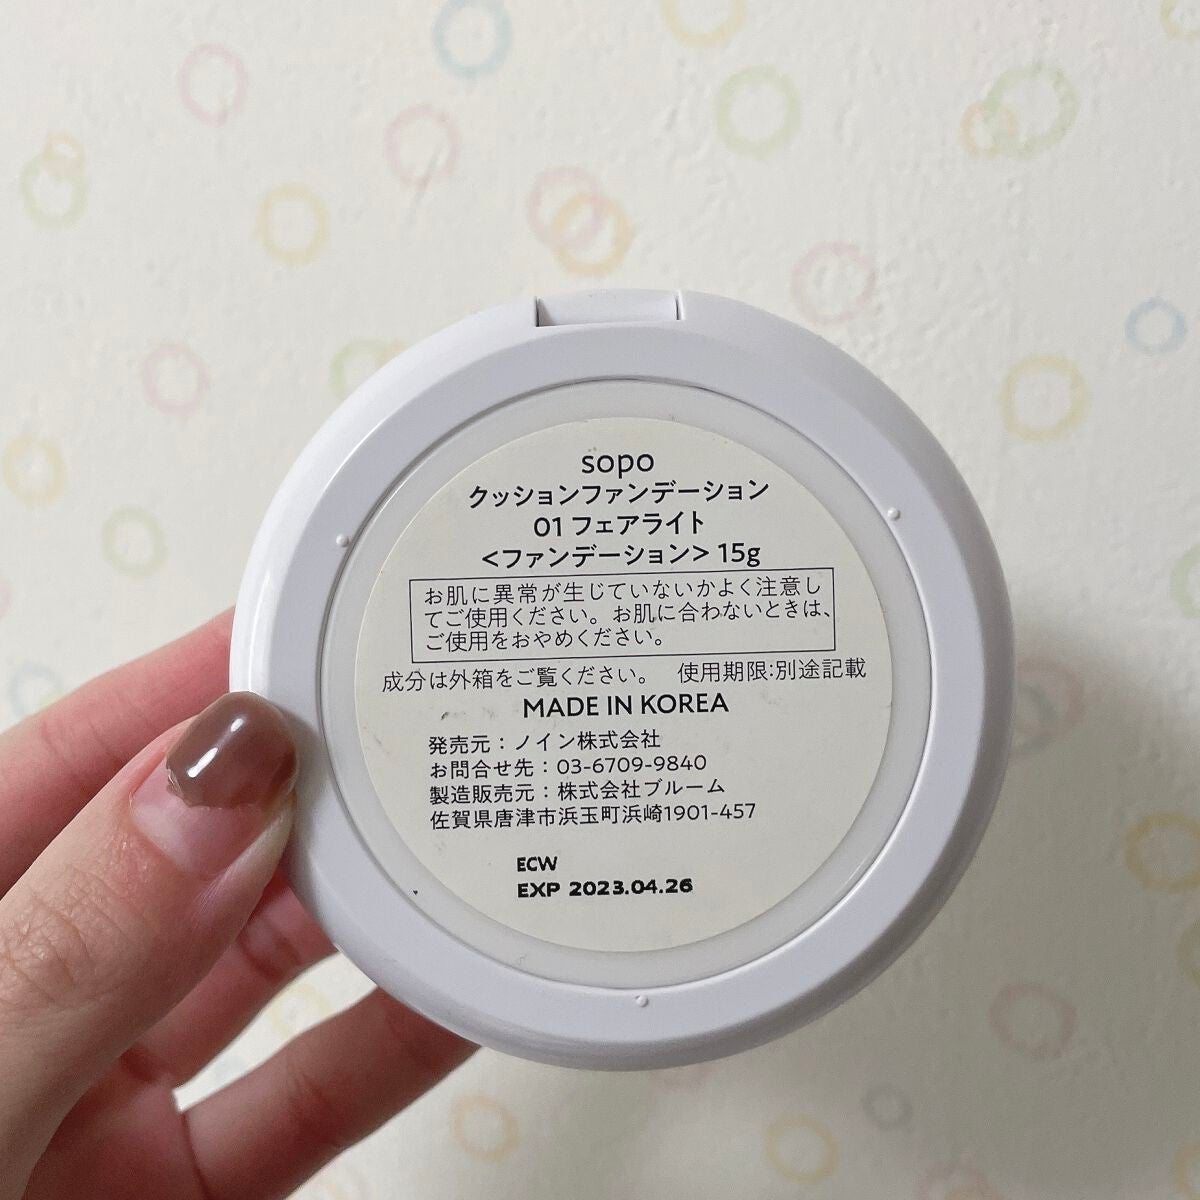 sopo
クッションファンデーション
01 フェアライト
<ファンデーション> 15g
お肌に異常が生じていないかよく注意し
てご使用ください。お肌に合わないときは、
ご使用をおやめください。
成分は外箱をご覧ください。 使用期限:別途記載
MADE IN KOREA
発売元：ノイン株式会社
お問合せ先：03-6709-9840
製造販売元：株式会社ブルーム
佐賀県唐津市浜玉町浜崎1901-457
ECW
EXP 2023.04.26